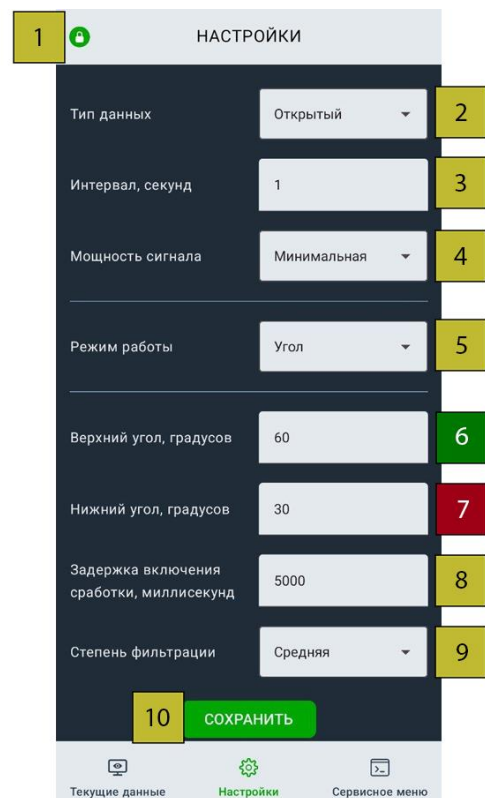 1 НАСТРОЙКИ
Тип данных Открытый 2
Интервал, секунд 1 3
Мощность сигнала Минимальная 4
Режим работы Угол 5
Верхний угол, градусов 60 6
Нижний угол, градусов 30 7
Задержка включения
сработки, миллисекунд 5000 8
Степень фильтрации Средняя 9
10 СОХРАНИТЬ
Текущие данные Настройки Сервисное меню